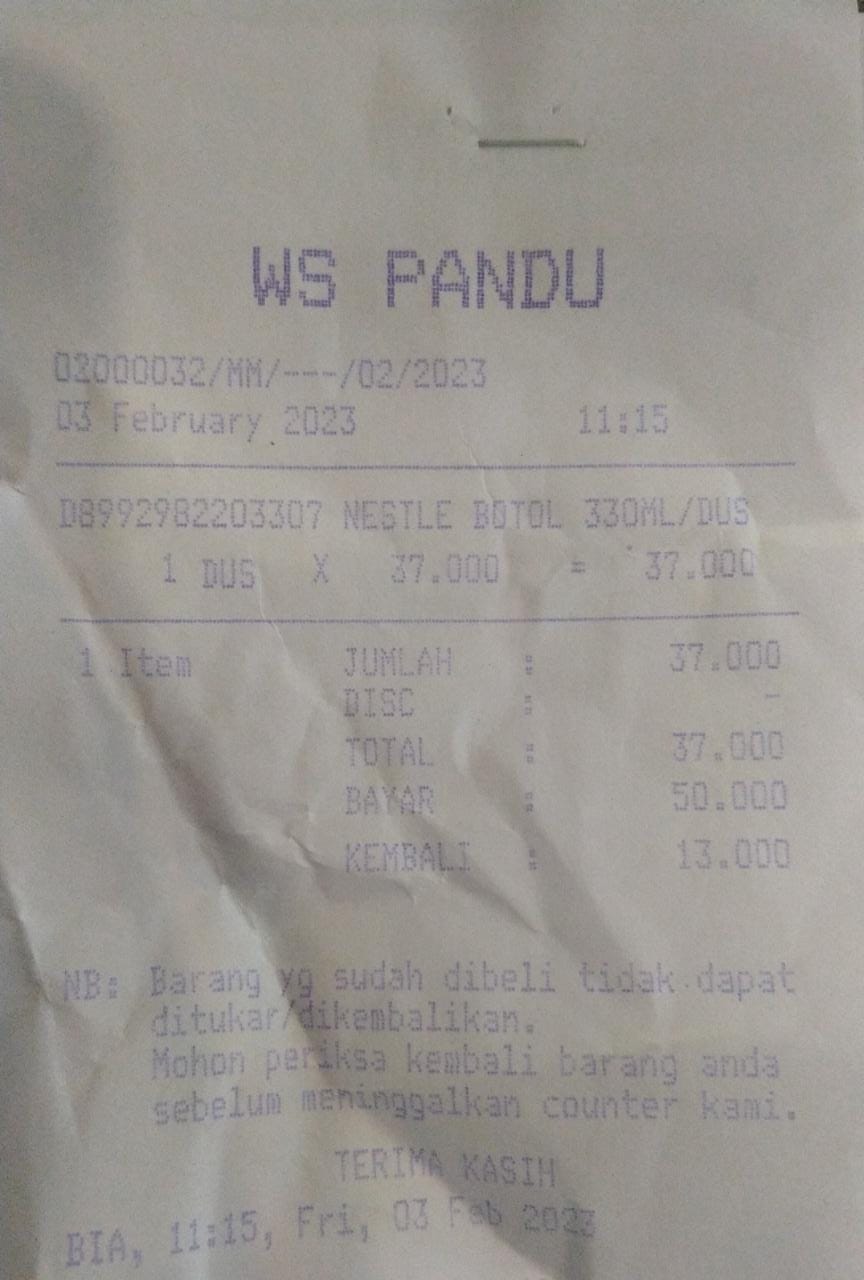 WS PANDU
02000032/MM/---/02/2023
03 February 2023 11:15
D8992982203307 NESTLE BOTOL 330ML/DUS
1 DUS X 37.000 = 37.000
1 Item JUMLAH : 37.000
DISC : -
TOTAL : 37.000
BAYAR : 50.000
KEMBALI : 13.000
NB: Barang yg sudah dibeli tidak dapat
ditukar/dikembalikan.
Mohon periksa kembali barang anda
sebelum meninggalkan counter kami.
TERIMA KASIH
BIA, 11:15, Fri, 03 Feb 2023